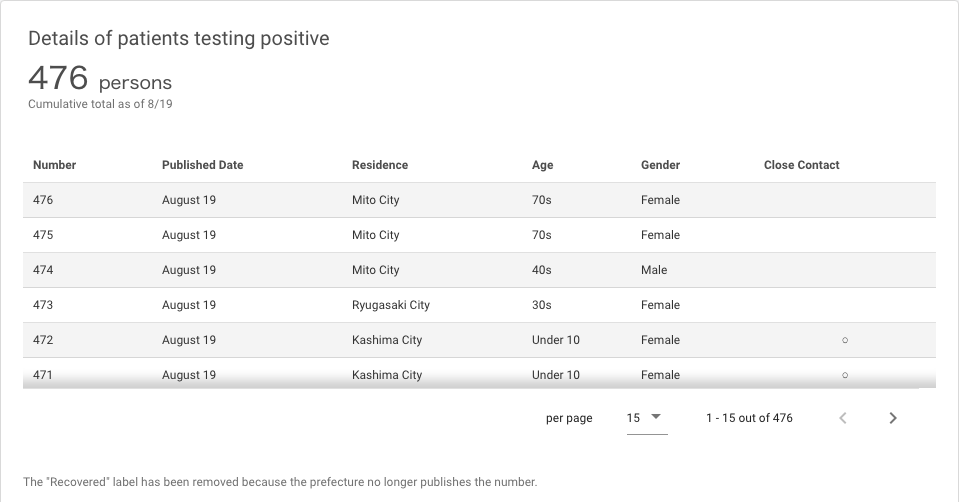 Details of patients testing positive
476 persons
Cumulative total as of 8/19
Number Published Date Residence Age Gender Close Contact
476 August 19 Mito City 70s Female
475 August 19 Mito City 70s Female
474 August 19 Mito City 40s Male
473 August 19 Ryugasaki City 30s Female
472 August 19 Kashima City Under 10 Female ○
471 August 19 Kashima City Under 10 Female ○
per page 15 1 - 15 out of 476
The "Recovered" label has been removed because the prefecture no longer publishes the number.